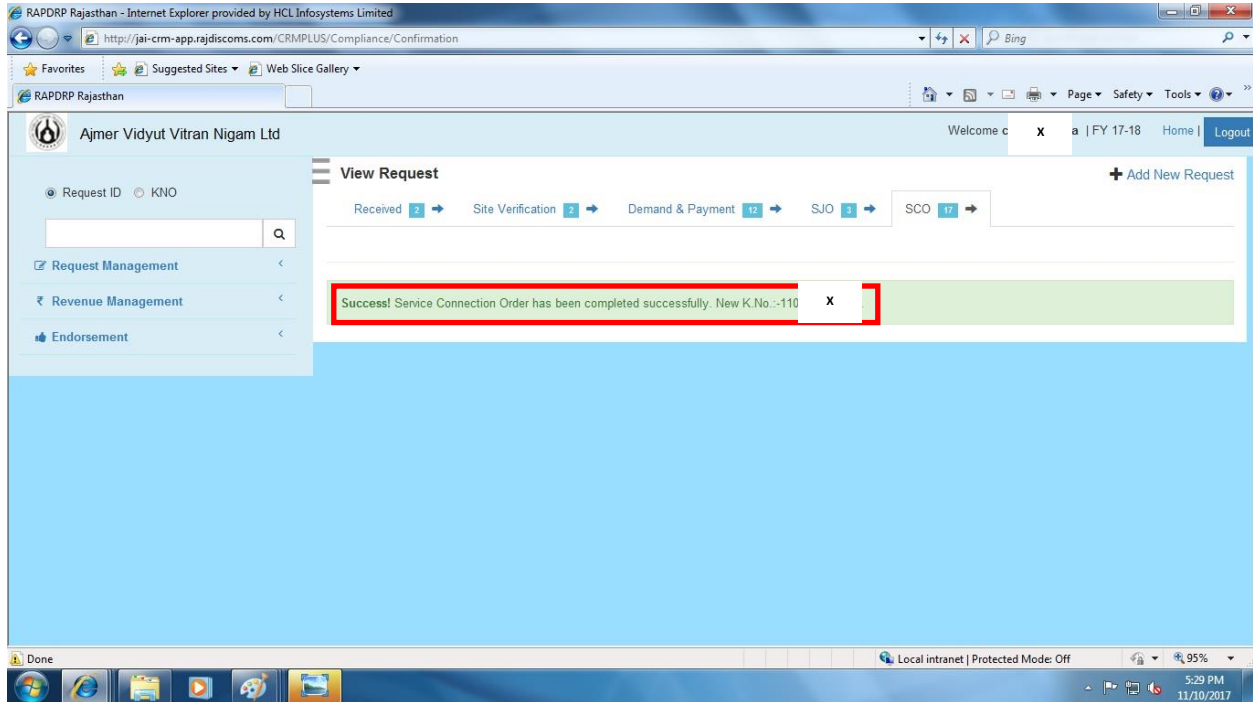 RAPDRP Rajasthan - Internet Explorer provided by HCL Infosystems Limited
http://jai-crm-app.rajdiscoms.com/CRMPLUS/Compliance/Confirmation
Bing
Favorites Suggested Sites Web Slice Gallery
RAPDRP Rajasthan
Page Safety Tools
Ajmer Vidyut Vitran Nigam Ltd
Welcome c x a | FY 17-18 Home | Logout
Request ID KNO
Request Management
₹ Revenue Management
Endorsement
View Request
Add New Request
Received 2 Site Verification 2 Demand & Payment 12 SJO 3 SCO 17
Success! Service Connection Order has been completed successfully. New K.No.:-110 x .
Done
Local intranet | Protected Mode: Off
95%
5:29 PM
11/10/2017